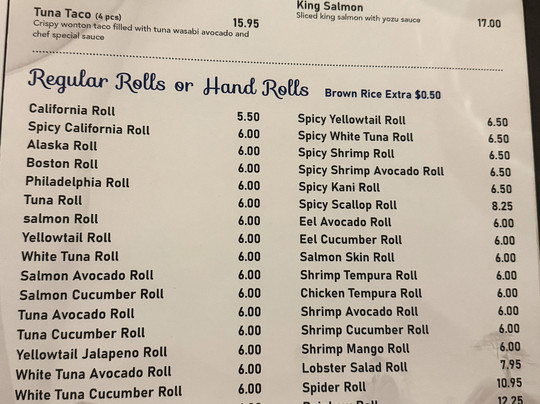 Tuna Taco (4 pcs) 15.95
Crispy wonton taco filled with tuna wasabi avocado and
chef special sauce
King Salmon
Sliced king salmon with yozu sauce 17.00
Regular Rolls or Hand Rolls Brown Rice Extra $0.50
California Roll 5.50
Spicy California Roll 6.00
Alaska Roll 6.00
Boston Roll 6.00
Philadelphia Roll 6.00
Tuna Roll 6.00
salmon Roll 6.00
Yellowtail Roll 6.00
White Tuna Roll 6.00
Salmon Avocado Roll 6.00
Salmon Cucumber Roll 6.00
Tuna Avocado Roll 6.00
Tuna Cucumber Roll 6.00
Yellowtail Jalapeno Roll 6.00
White Tuna Avocado Roll 6.00
White Tuna Cucumber Roll 6.00
Spicy Yellowtail Roll 6.50
Spicy White Tuna Roll 6.50
Spicy Shrimp Roll 6.50
Spicy Shrimp Avocado Roll 6.50
Spicy Kani Roll 6.50
Spicy Scallop Roll 8.25
Eel Avocado Roll 6.00
Eel Cucumber Roll 6.00
Salmon Skin Roll 6.00
Shrimp Tempura Roll 6.00
Chicken Tempura Roll 6.00
Shrimp Avocado Roll 6.00
Shrimp Cucumber Roll 6.00
Shrimp Mango Roll 6.00
Lobster Salad Roll 7.95
Spider Roll 10.95
Roll 12.25